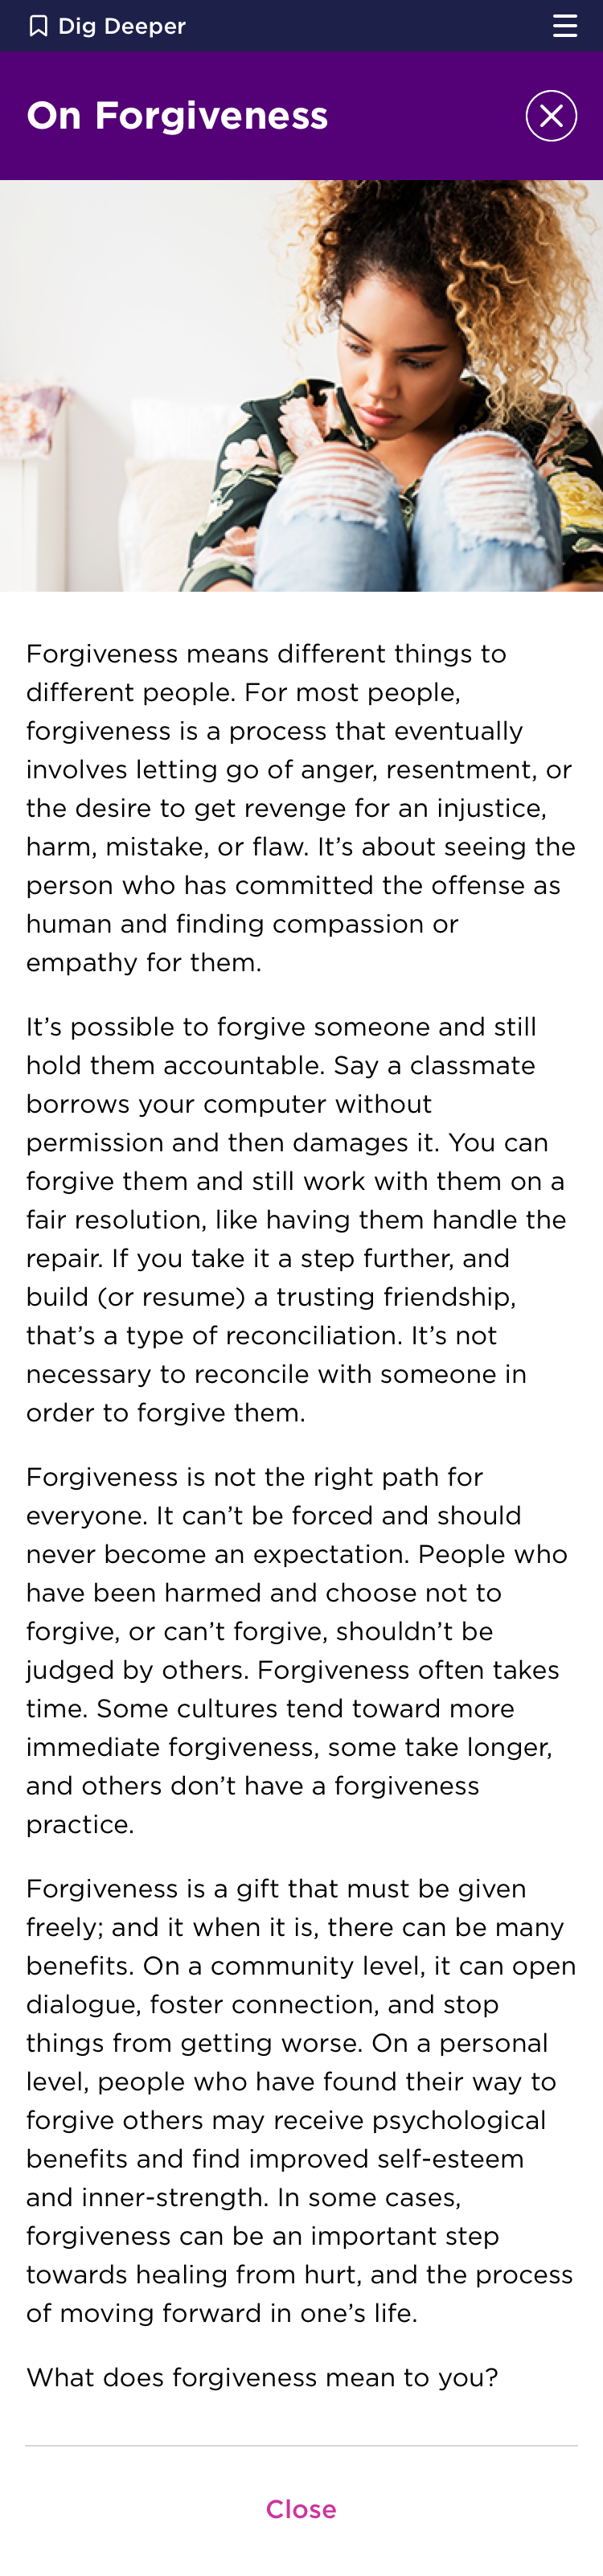 Dig Deeper
On Forgiveness
Forgiveness means different things to
different people. For most people,
forgiveness is a process that eventually
involves letting go of anger, resentment, or
the desire to get revenge for an injustice,
harm, mistake, or flaw. It’s about seeing the
person who has committed the offense as
human and finding compassion or
empathy for them.
It’s possible to forgive someone and still
hold them accountable. Say a classmate
borrows your computer without
permission and then damages it. You can
forgive them and still work with them on a
fair resolution, like having them handle the
repair. If you take it a step further, and
build (or resume) a trusting friendship,
that’s a type of reconciliation. It’s not
necessary to reconcile with someone in
order to forgive them.
Forgiveness is not the right path for
everyone. It can’t be forced and should
never become an expectation. People who
have been harmed and choose not to
forgive, or can’t forgive, shouldn’t be
judged by others. Forgiveness often takes
time. Some cultures tend toward more
immediate forgiveness, some take longer,
and others don’t have a forgiveness
practice.
Forgiveness is a gift that must be given
freely; and it when it is, there can be many
benefits. On a community level, it can open
dialogue, foster connection, and stop
things from getting worse. On a personal
level, people who have found their way to
forgive others may receive psychological
benefits and find improved self-esteem
and inner-strength. In some cases,
forgiveness can be an important step
towards healing from hurt, and the process
of moving forward in one’s life.
What does forgiveness mean to you?
Close